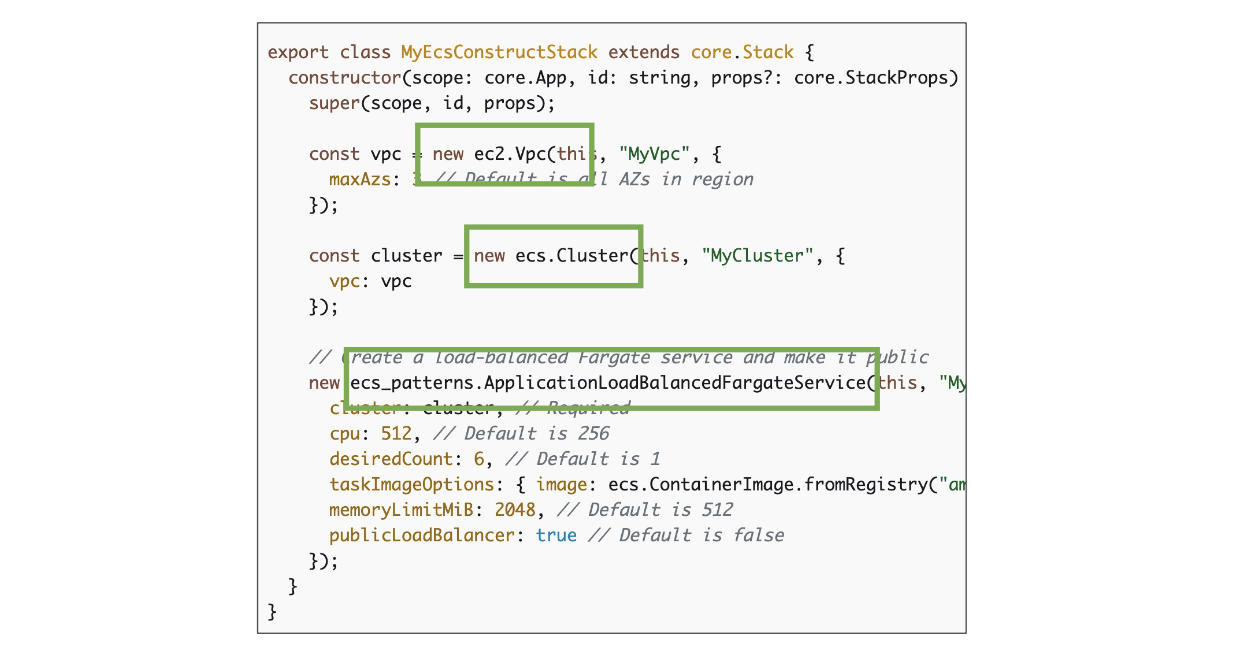 export class MyEcsConstructStack extends core.Stack {
constructor(scope: core.App, id: string, props?: core.StackProps)
super(scope, id, props);
const vpc = new ec2.Vpc(this, "MyVpc", {
maxAzs: 3 // Default is all AZs in region
});
const cluster = new ecs.Cluster(this, "MyCluster", {
vpc: vpc
});
// Create a load-balanced Fargate service and make it public
new ecs_patterns.ApplicationLoadBalancedFargateService(this, "My
cluster: cluster, // Required
cpu: 512, // Default is 256
desiredCount: 6, // Default is 1
taskImageOptions: { image: ecs.ContainerImage.fromRegistry("am
memoryLimitMiB: 2048, // Default is 512
publicLoadBalancer: true // Default is false
});
}
}